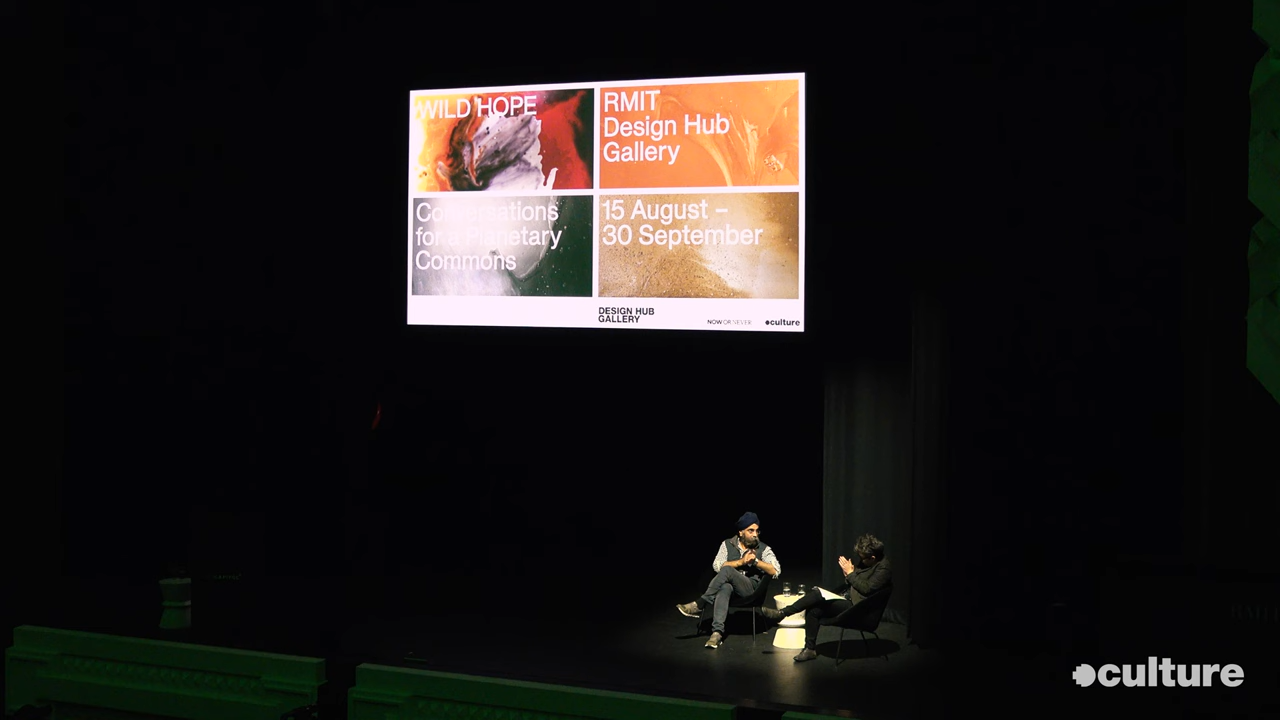 WILD HOPE
RMIT
Design Hub
Gallery
Conversations
for a Planetary
Commons
15 August –
30 September
DESIGN HUB
GALLERY
NOW OR NEVER
culture
culture